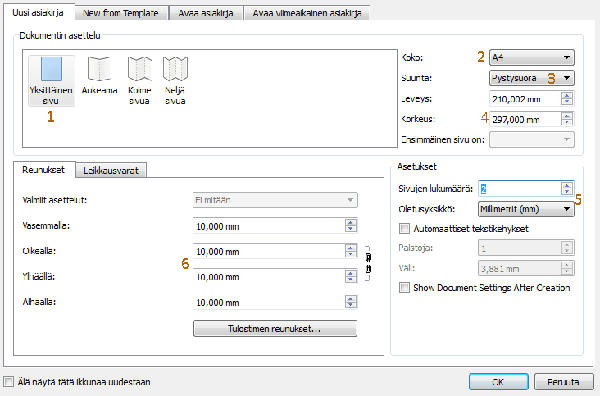 Uusi asiakirja New from Template Avaa asiakirja Avaa viimeaikainen asiakirja
Dokumentin asettelu
Yksittäinen sivu
Aukeama
Kolme sivua
Neljä sivua
1
Koko: 2 A4
Suunta: Pystysuora 3
Leveys: 210,002 mm
Korkeus: 4 297,000 mm
Ensimmäinen sivu on:
Reunukset Leikkausvarat
Valmiit asettelut: Ei mitään
Vasemmalla: 10,000 mm
Oikealla: 10,000 mm
6
Ylhäällä: 10,000 mm
Alhaalla: 10,000 mm
Tulostimen reunukset...
Asetukset
Sivujen lukumäärä: 2
5
Oletusyksikkö: Millimetrit (mm)
Automaattiset tekstikehykset
Palstoja: 1
Väli: 3,881 mm
Show Document Settings After Creation
Älä näytä tätä ikkunaa uudestaan
OK Peruuta